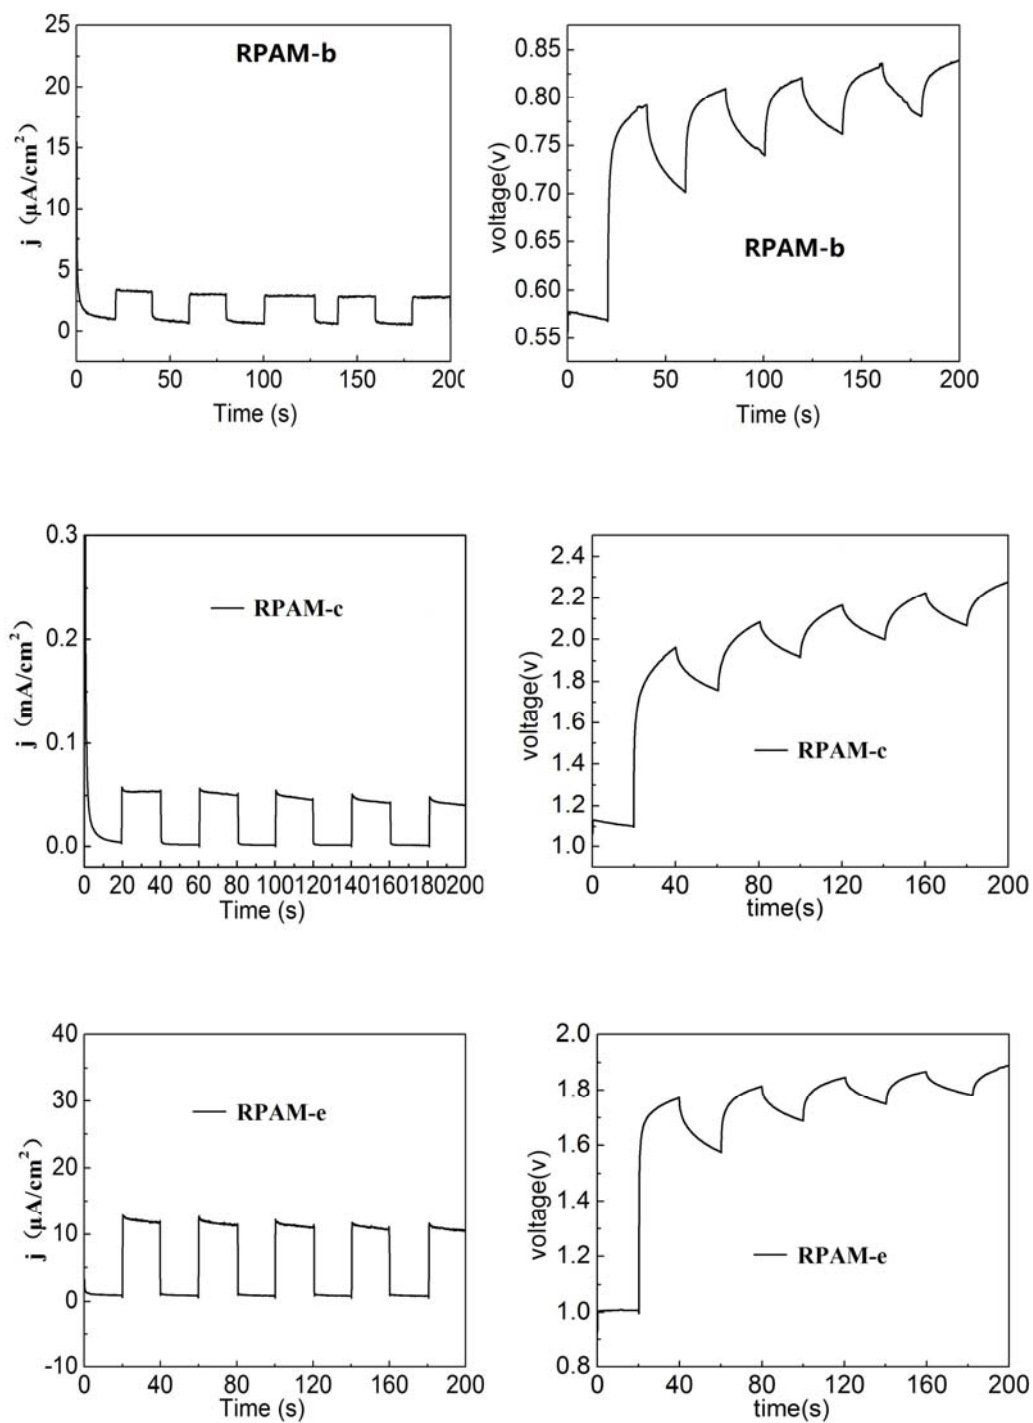 RPAM-b
j (μA/cm²)
25
20
15
10
5
0
0 50 100 150 200
Time (s)
RPAM-b
voltage(v)
0.85
0.80
0.75
0.70
0.65
0.60
0.55
0 50 100 150 200
Time (s)
RPAM-c
j (mA/cm²)
0.3
0.2
0.1
0.0
0 20 40 60 80 100120140160180200
Time (s)
RPAM-c
voltage(v)
2.4
2.2
2.0
1.8
1.6
1.4
1.2
1.0
0 40 80 120 160 200
time(s)
RPAM-e
j (μA/cm²)
40
30
20
10
0
-10
0 40 80 120 160 200
Time (s)
RPAM-e
voltage(v)
2.0
1.8
1.6
1.4
1.2
1.0
0.8
0 40 80 120 160 200
time(s)